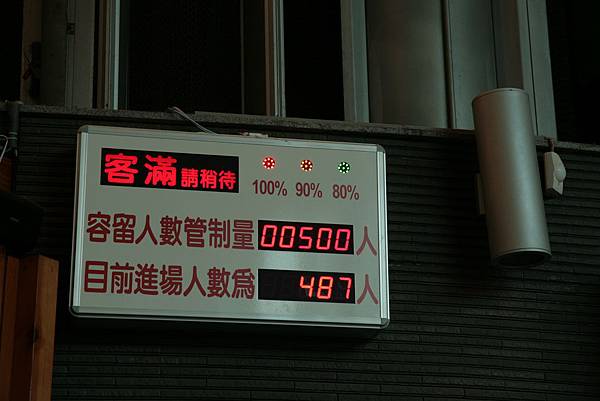 客滿請稍待
100% 90% 80%
容留人數管制量 00500 人
目前進場人數為 487 人